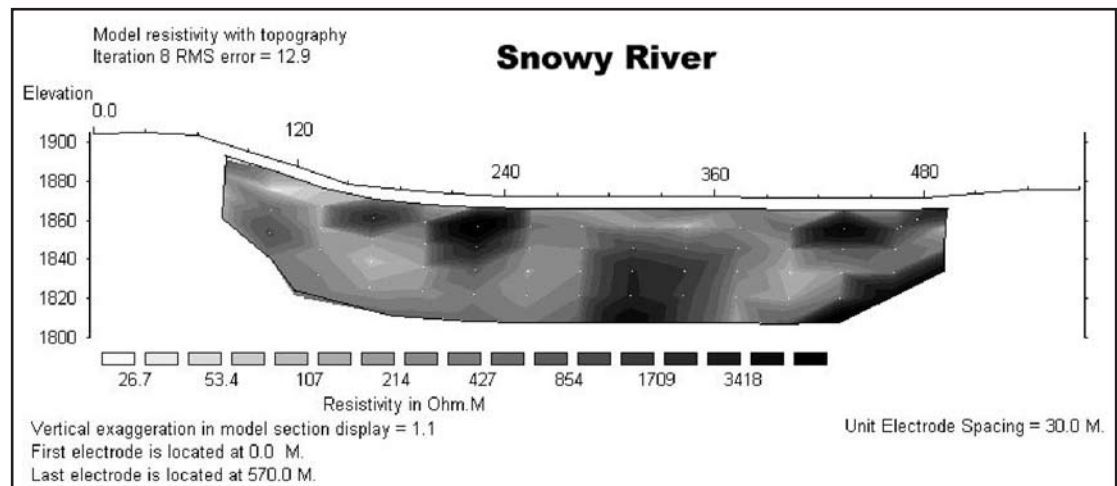 Model resistivity with topography
Iteration 8 RMS error = 12.9
Snowy River
Elevation
0.0
120
240
360
480
1900
1880
1860
1840
1820
1800
26.7 53.4 107 214 427 854 1709 3418
Resistivity in Ohm.M
Vertical exaggeration in model section display = 1.1
Unit Electrode Spacing = 30.0 M.
First electrode is located at 0.0 M.
Last electrode is located at 570.0 M.